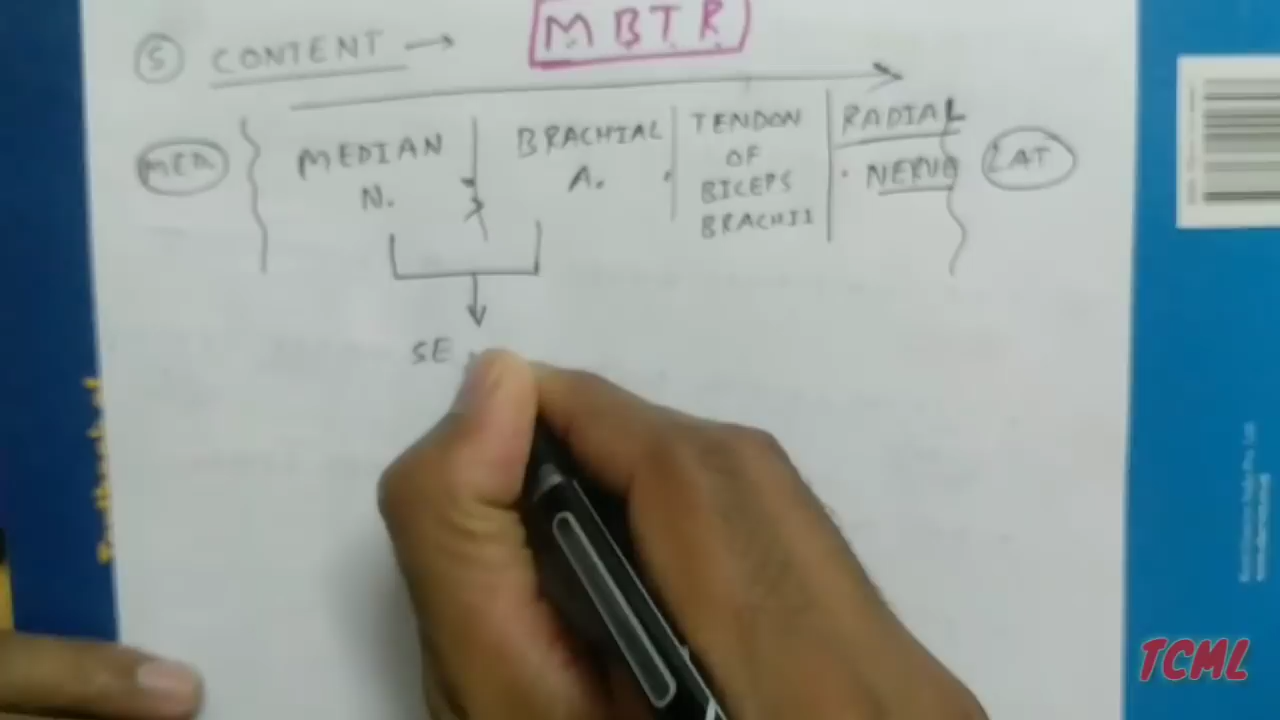 5 CONTENT → MBTR
MED MEDIAN N. BRACHIAL A. TENDON OF BICEPS BRACHII RADIAL NERVE LAT
SE
TCML